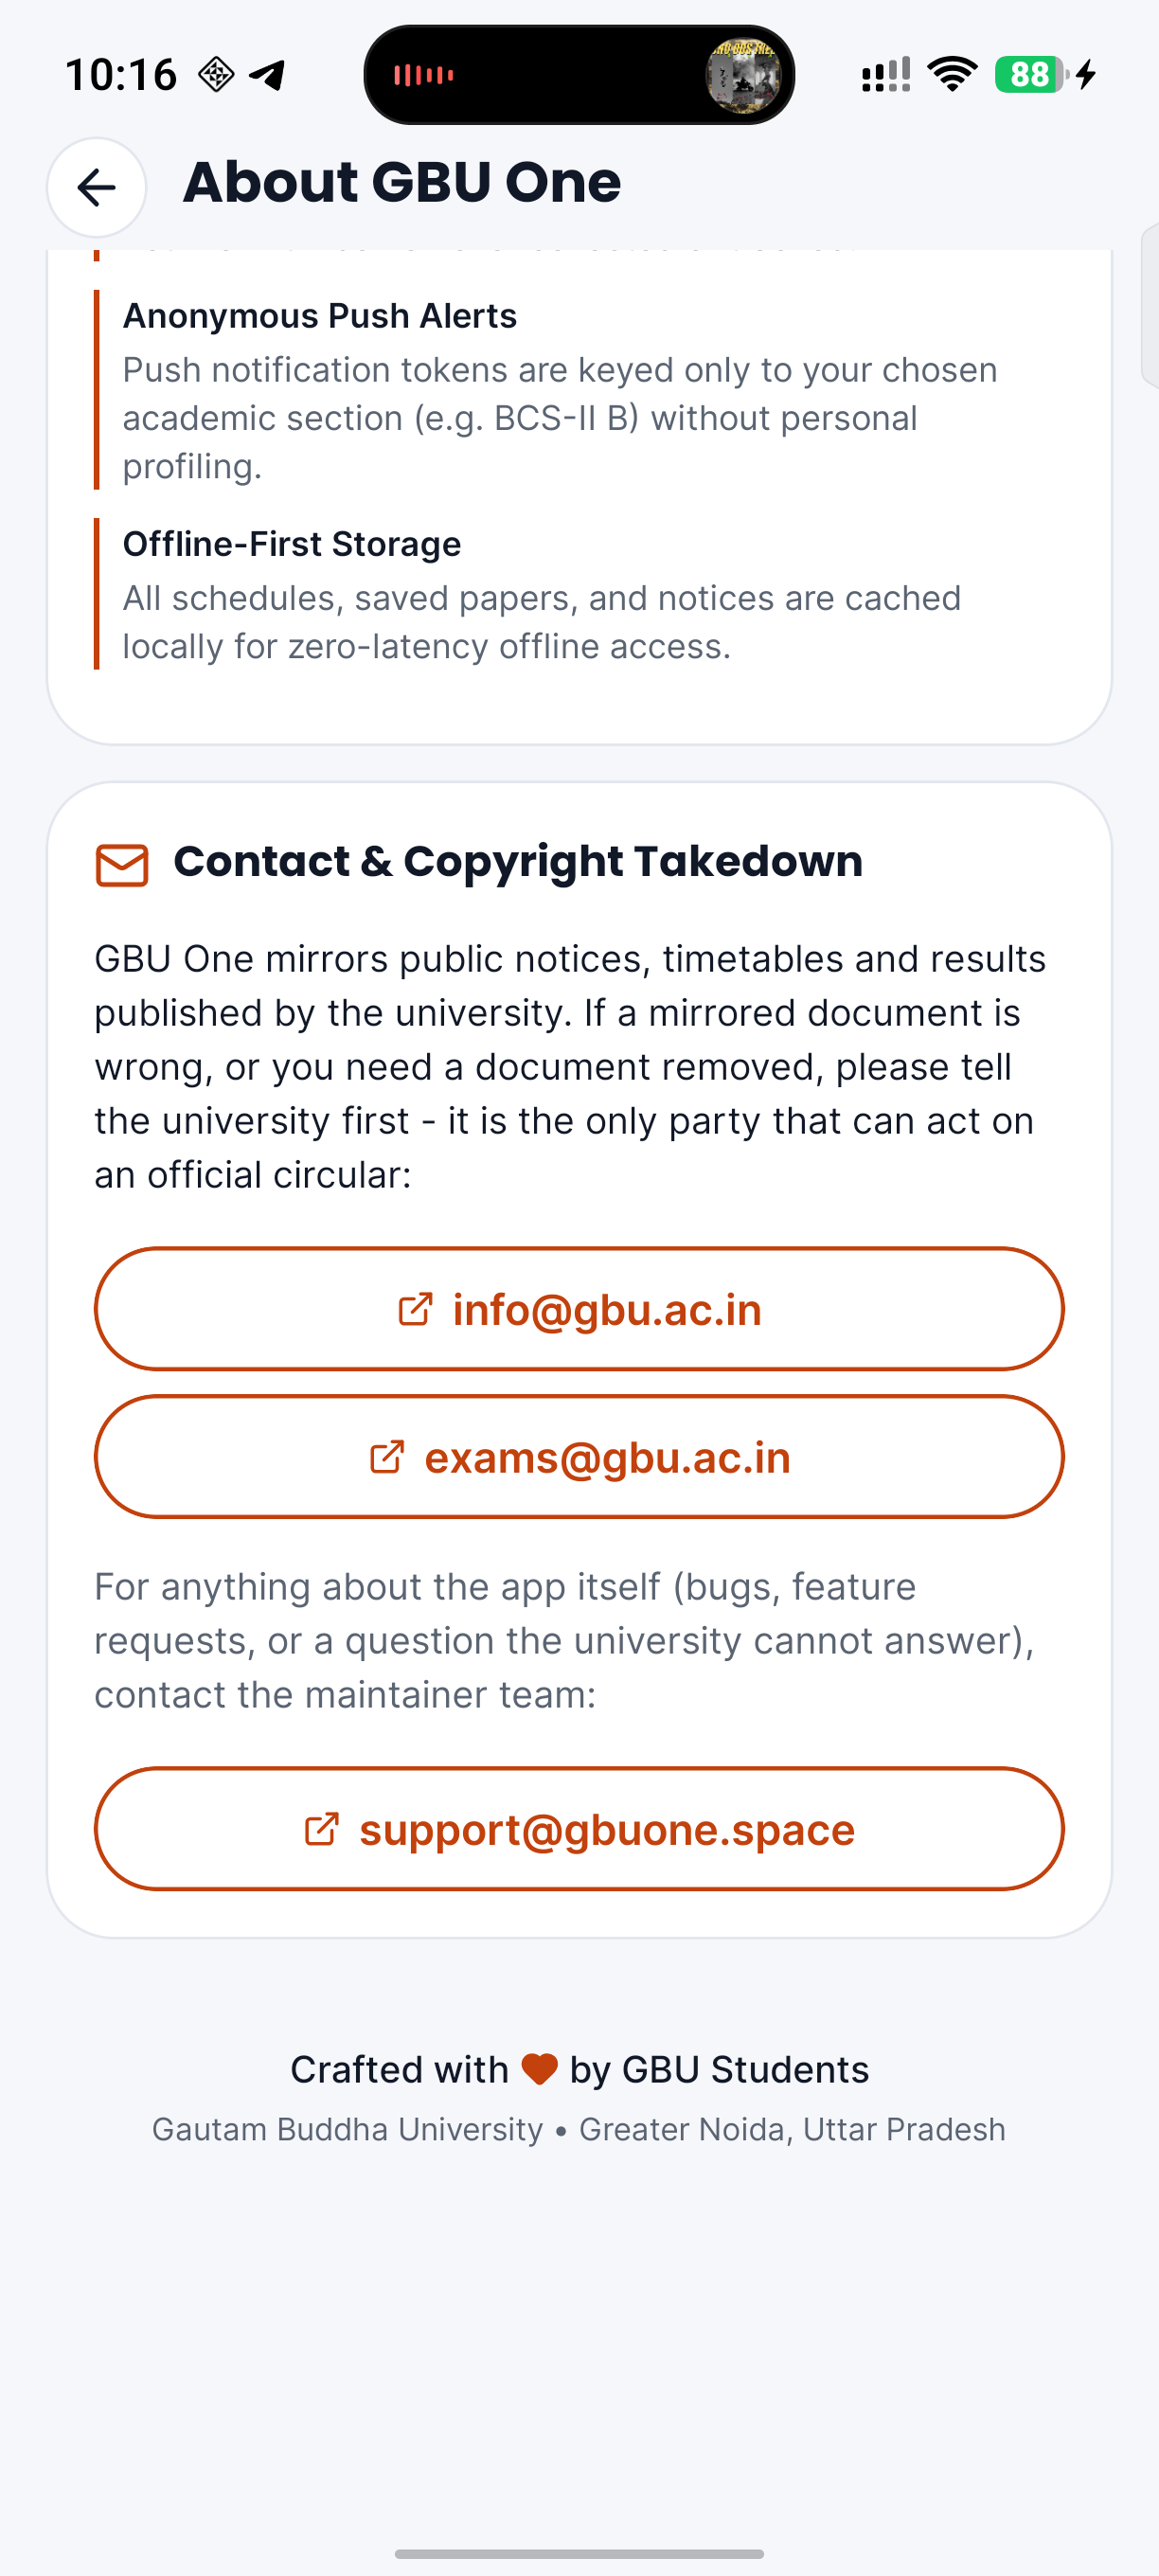 10:16
88
About GBU One
Anonymous Push Alerts
Push notification tokens are keyed only to your chosen
academic section (e.g. BCS-II B) without personal
profiling.
Offline-First Storage
All schedules, saved papers, and notices are cached
locally for zero-latency offline access.
Contact & Copyright Takedown
GBU One mirrors public notices, timetables and results
published by the university. If a mirrored document is
wrong, or you need a document removed, please tell
the university first - it is the only party that can act on
an official circular:
info@gbu.ac.in
exams@gbu.ac.in
For anything about the app itself (bugs, feature
requests, or a question the university cannot answer),
contact the maintainer team:
support@gbuone.space
Crafted with ♥ by GBU Students
Gautam Buddha University • Greater Noida, Uttar Pradesh